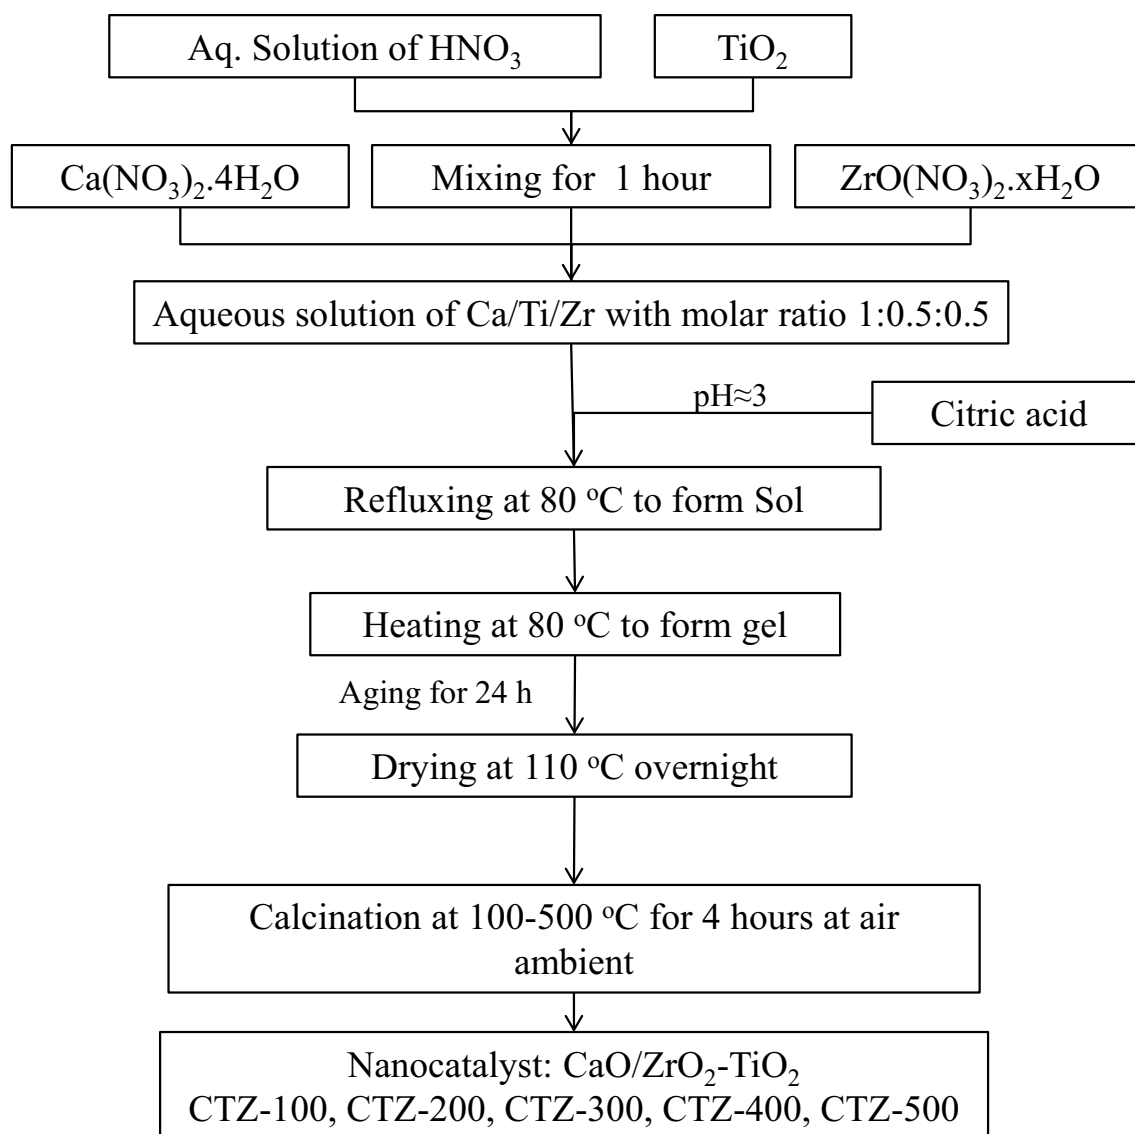 Aq. Solution of HNO₃
TiO₂
Ca(NO₃)₂.4H₂O
Mixing for 1 hour
ZrO(NO₃)₂.xH₂O
Aqueous solution of Ca/Ti/Zr with molar ratio 1:0.5:0.5
pH≈3
Citric acid
Refluxing at 80 ᵒC to form Sol
Heating at 80 ᵒC to form gel
Aging for 24 h
Drying at 110 ᵒC overnight
Calcination at 100-500 ᵒC for 4 hours at air
ambient
Nanocatalyst: CaO/ZrO₂-TiO₂
CTZ-100, CTZ-200, CTZ-300, CTZ-400, CTZ-500